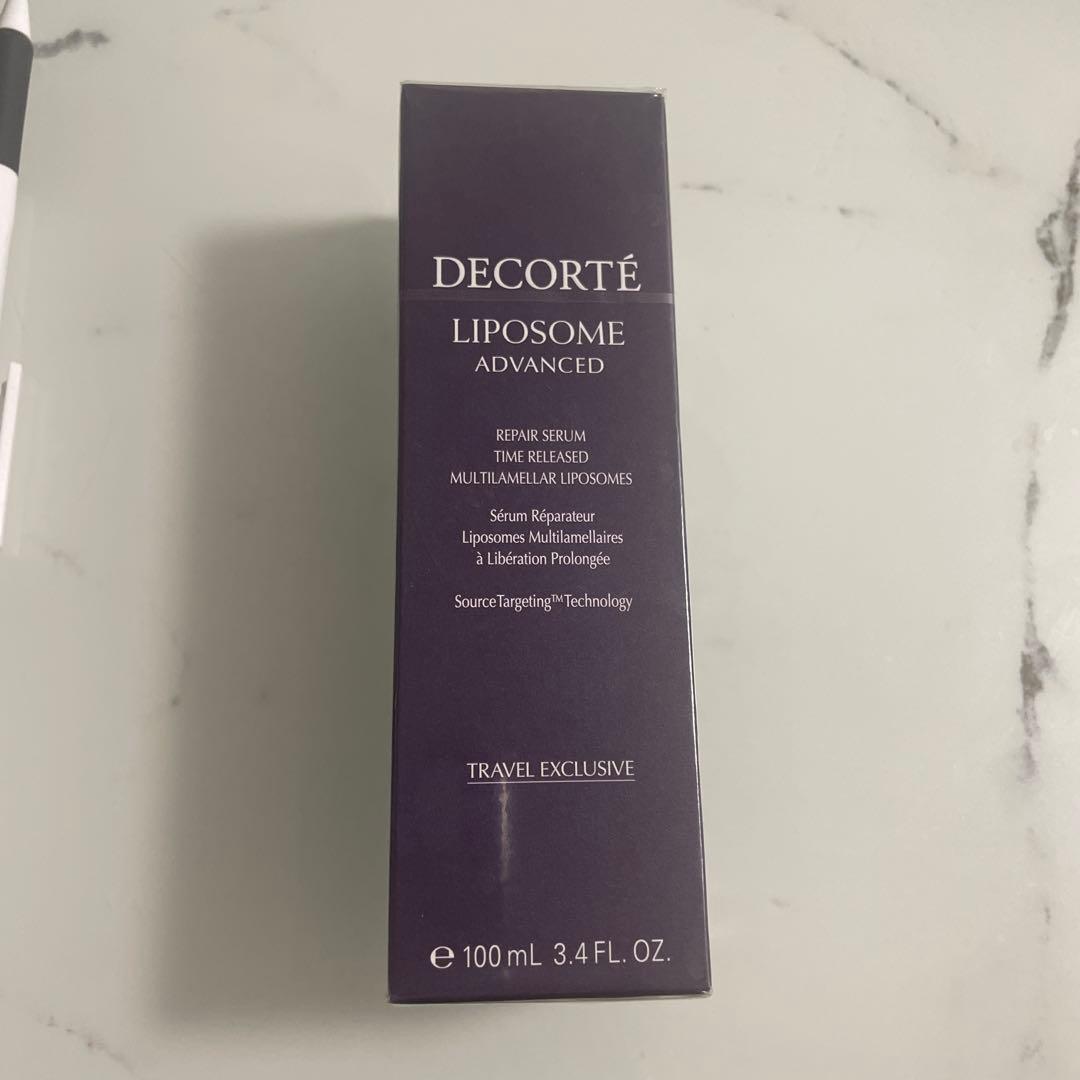 DECORTÉ
LIPOSOME
ADVANCED
REPAIR SERUM
TIME RELEASED
MULTILAMELLAR LIPOSOMES
Sérum Réparateur
Liposomes Multilamellaires
à Libération Prolongée
SourceTargeting™Technology
TRAVEL EXCLUSIVE
℮ 100 mL 3.4 FL. OZ.